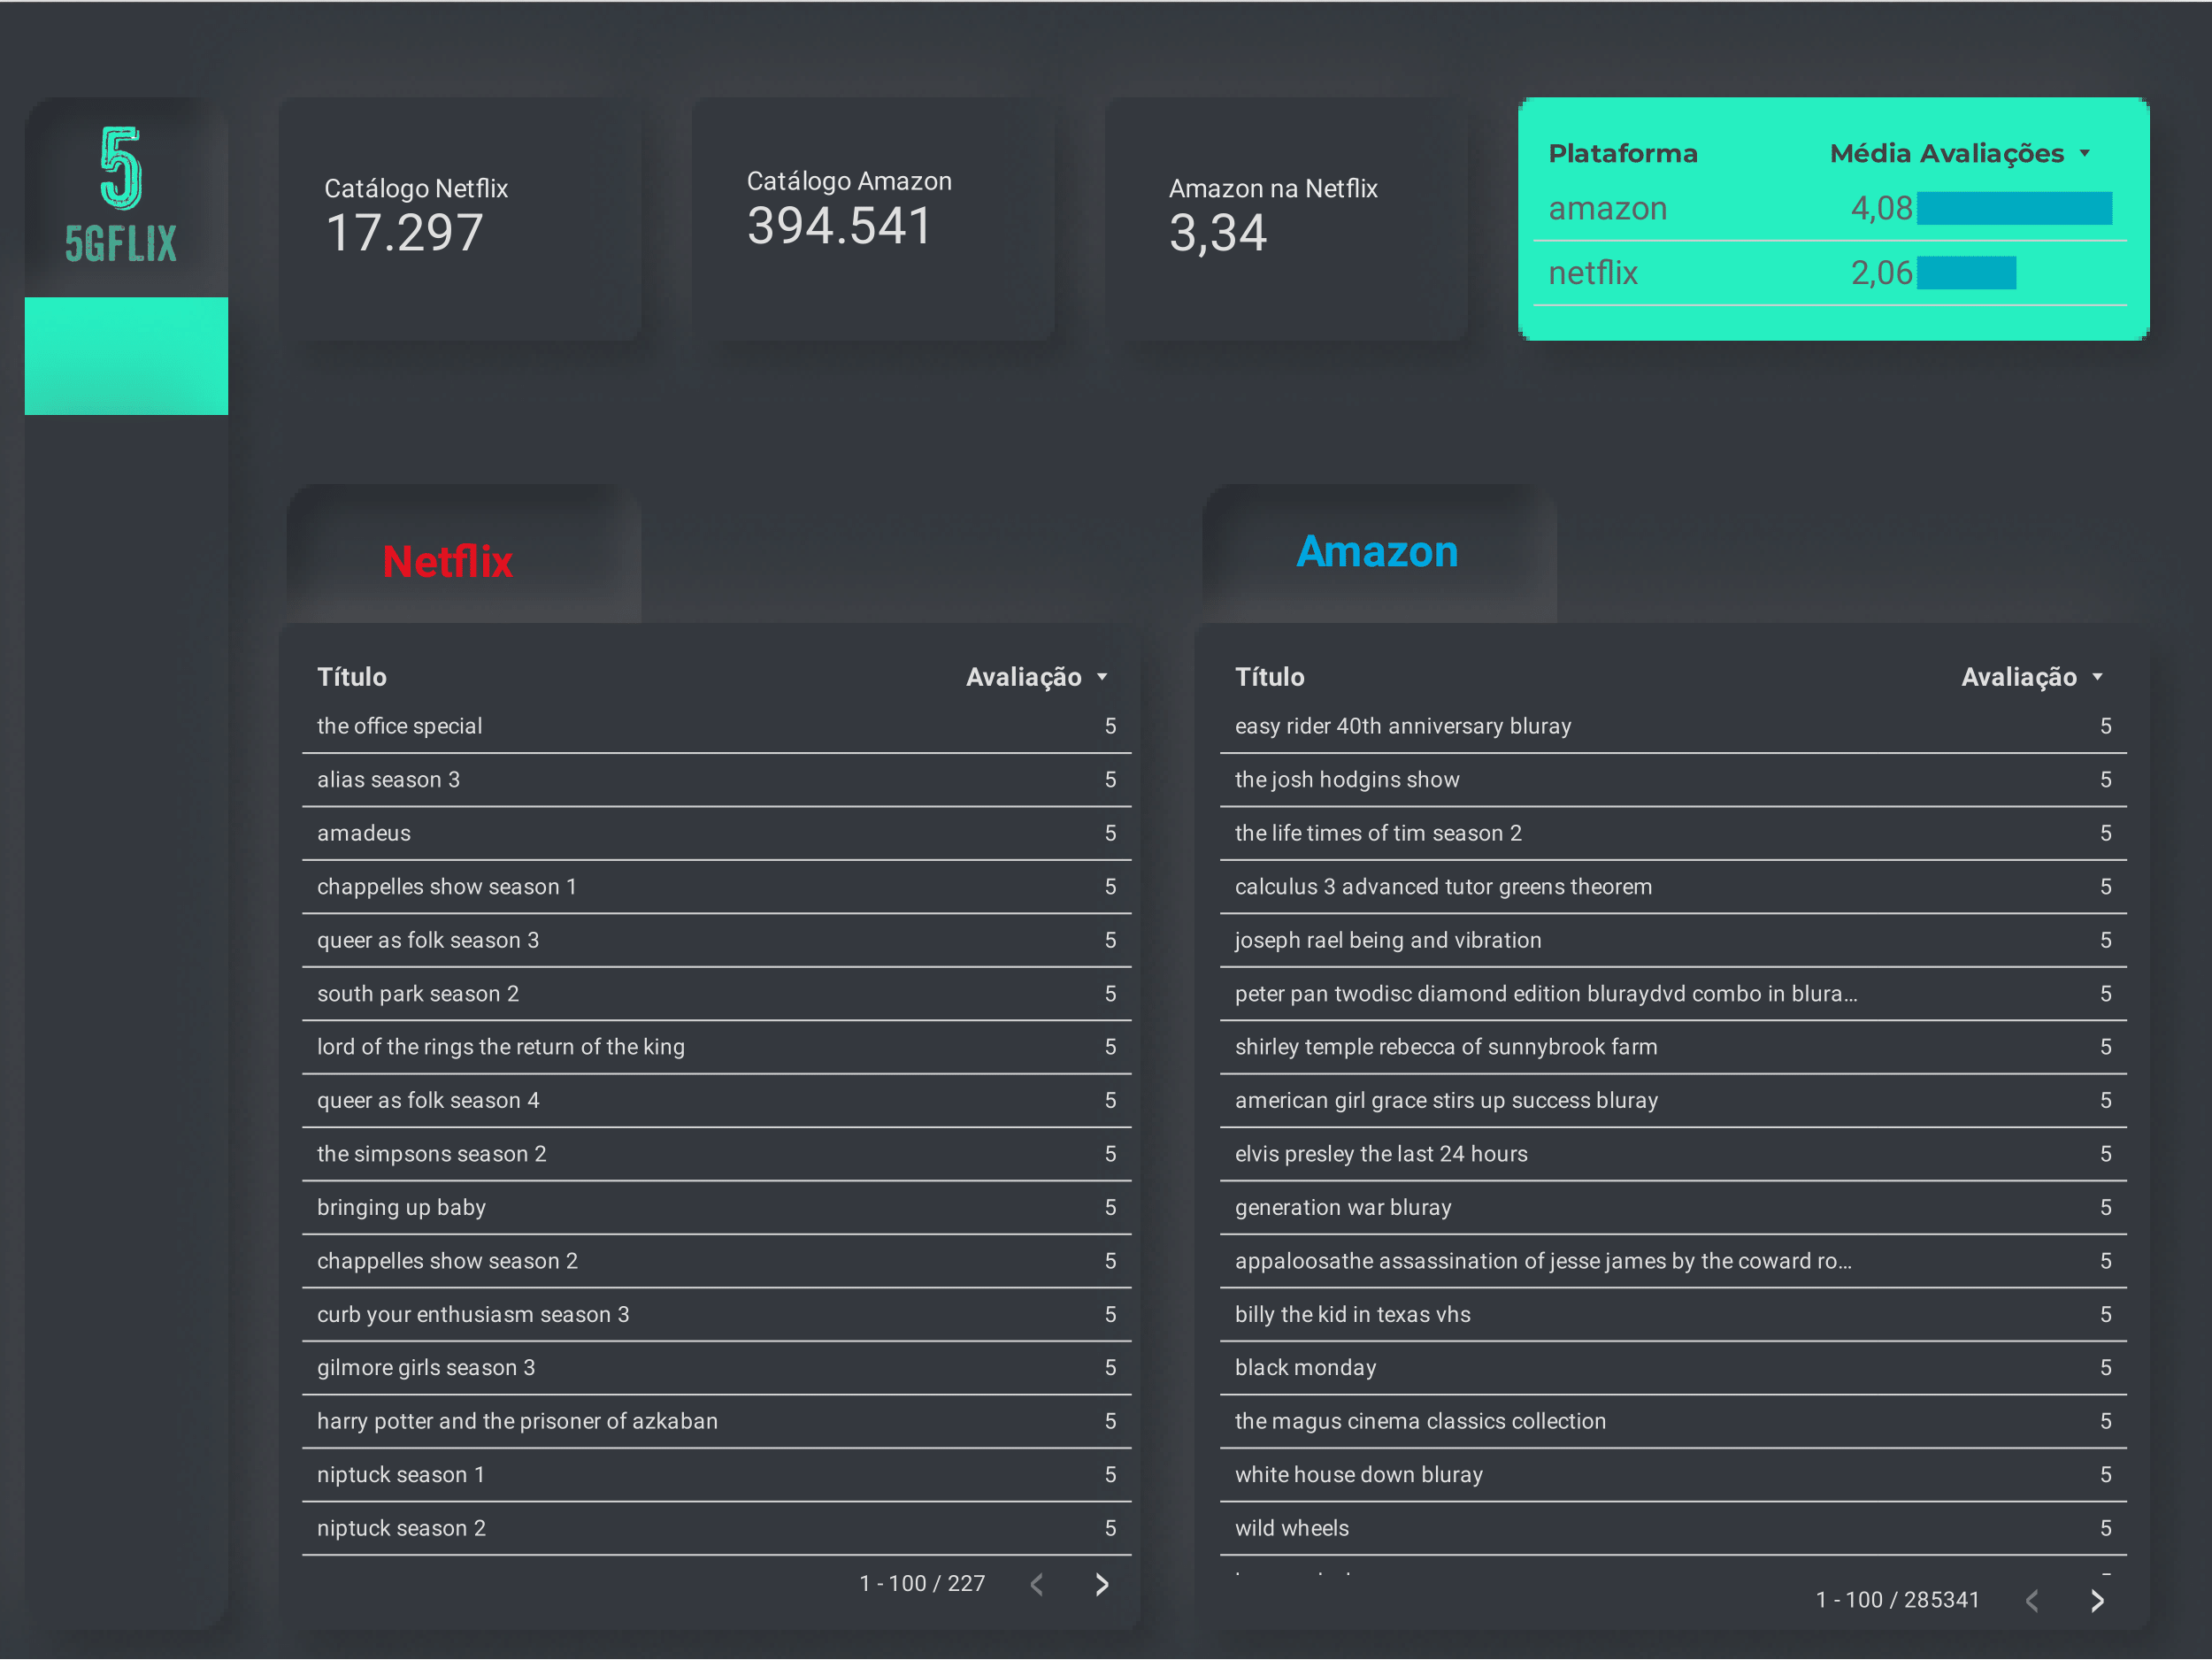 5
5GFLIX
Catálogo Netflix
17.297
Catálogo Amazon
394.541
Amazon na Netflix
3,34
Plataforma Média Avaliações
amazon 4,08
netflix 2,06
Netflix
Título Avaliação
the office special 5
alias season 3 5
amadeus 5
chappelles show season 1 5
queer as folk season 3 5
south park season 2 5
lord of the rings the return of the king 5
queer as folk season 4 5
the simpsons season 2 5
bringing up baby 5
chappelles show season 2 5
curb your enthusiasm season 3 5
gilmore girls season 3 5
harry potter and the prisoner of azkaban 5
niptuck season 1 5
niptuck season 2 5
1 - 100 / 227
Amazon
Título Avaliação
easy rider 40th anniversary bluray 5
the josh hodgins show 5
the life times of tim season 2 5
calculus 3 advanced tutor greens theorem 5
joseph rael being and vibration 5
peter pan twodisc diamond edition bluraydvd combo in blura... 5
shirley temple rebecca of sunnybrook farm 5
american girl grace stirs up success bluray 5
elvis presley the last 24 hours 5
generation war bluray 5
appaloosathe assassination of jesse james by the coward ro... 5
billy the kid in texas vhs 5
black monday 5
the magus cinema classics collection 5
white house down bluray 5
wild wheels 5
1 - 100 / 285341